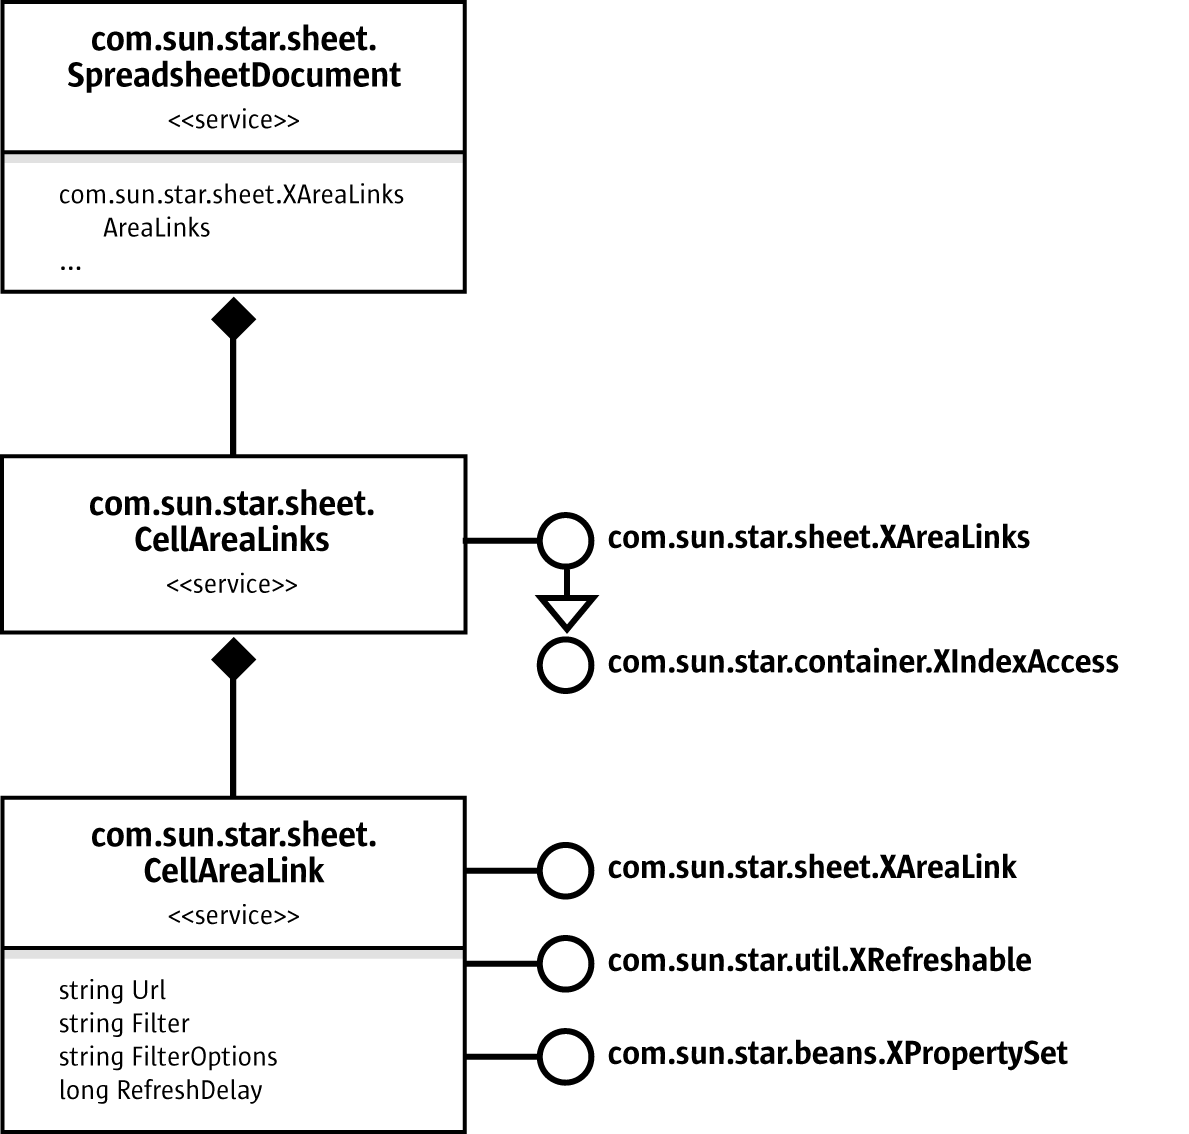 com.sun.star.sheet.
SpreadsheetDocument
<<service>>
com.sun.star.sheet.XAreaLinks
AreaLinks
...
com.sun.star.sheet.
CellAreaLinks
<<service>>
com.sun.star.sheet.XAreaLinks
com.sun.star.container.XIndexAccess
com.sun.star.sheet.
CellAreaLink
<<service>>
com.sun.star.sheet.XAreaLink
com.sun.star.util.XRefreshable
string Url
string Filter
string FilterOptions
long RefreshDelay
com.sun.star.beans.XPropertySet